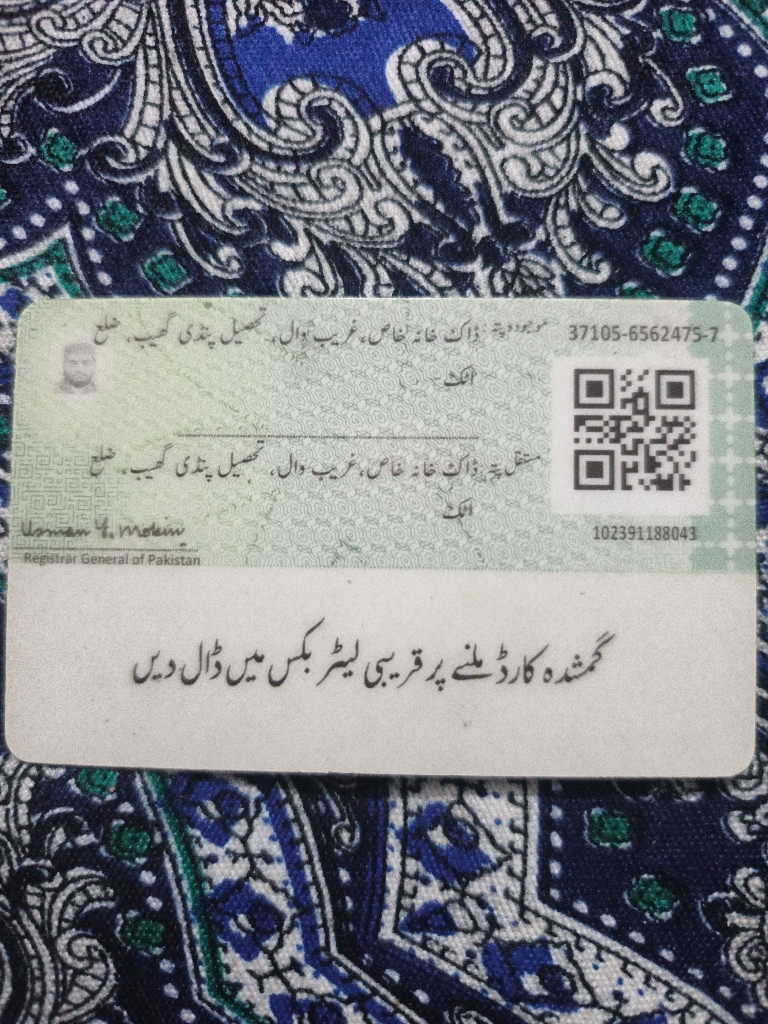 37105-6562475-7
موجودہ پتہ: ڈاک خانہ خاص، غریب وال، تحصیل پنڈی گھیب، ضلع
اٹک
مستقل پتہ: ڈاک خانہ خاص، غریب وال، تحصیل پنڈی گھیب، ضلع
اٹک
102391188043
Usman Y. Mobin
Registrar General of Pakistan
گمشدہ کارڈ ملنے پر قریبی لیٹر بکس میں ڈال دیں